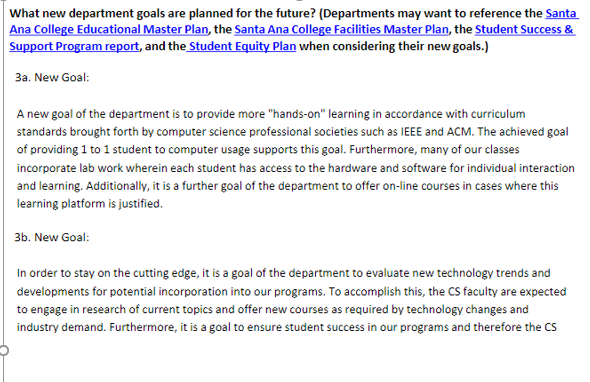 What new department goals are planned for the future? (Departments may want to reference the Santa
Ana College Educational Master Plan, the Santa Ana College Facilities Master Plan, the Student Success &
Support Program report, and the Student Equity Plan when considering their new goals.)
3a. New Goal:
A new goal of the department is to provide more "hands-on" learning in accordance with curriculum
standards brought forth by computer science professional societies such as IEEE and ACM. The achieved goal
of providing 1 to 1 student to computer usage supports this goal. Furthermore, many of our classes
incorporate lab work wherein each student has access to the hardware and software for individual interaction
and learning. Additionally, it is a further goal of the department to offer on-line courses in cases where this
learning platform is justified.
3b. New Goal:
In order to stay on the cutting edge, it is a goal of the department to evaluate new technology trends and
developments for potential incorporation into our programs. To accomplish this, the CS faculty are expected
to engage in research of current topics and offer new courses as required by technology changes and
industry demand. Furthermore, it is a goal to ensure student success in our programs and therefore the CS